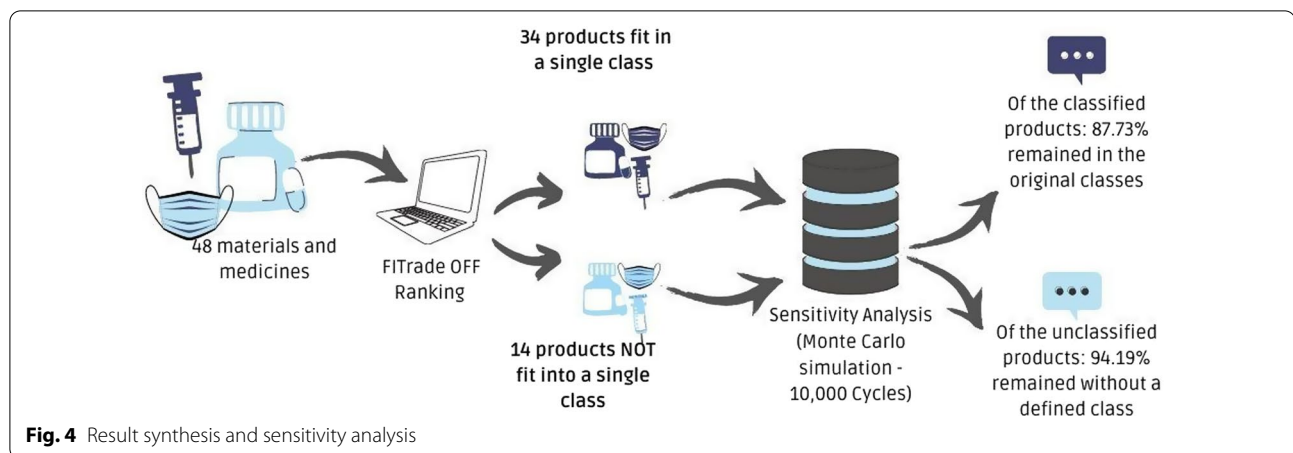 34 products fit in
a single class
48 materials and
medicines
FITrade OFF
Ranking
14 products NOT
fit into a single
class
Sensitivity Analysis
(Monte Carlo
simulation -
10,000 Cycles)
Of the classified
products: 87.73%
remained in the
original classes
Of the unclassified
products: 94.19%
remained without a
defined class
Fig. 4 Result synthesis and sensitivity analysis